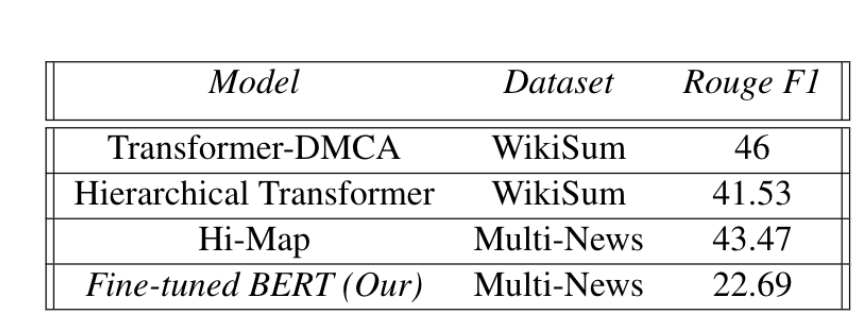 Model Dataset Rouge F1
Transformer-DMCA WikiSum 46
Hierarchical Transformer WikiSum 41.53
Hi-Map Multi-News 43.47
Fine-tuned BERT (Our) Multi-News 22.69